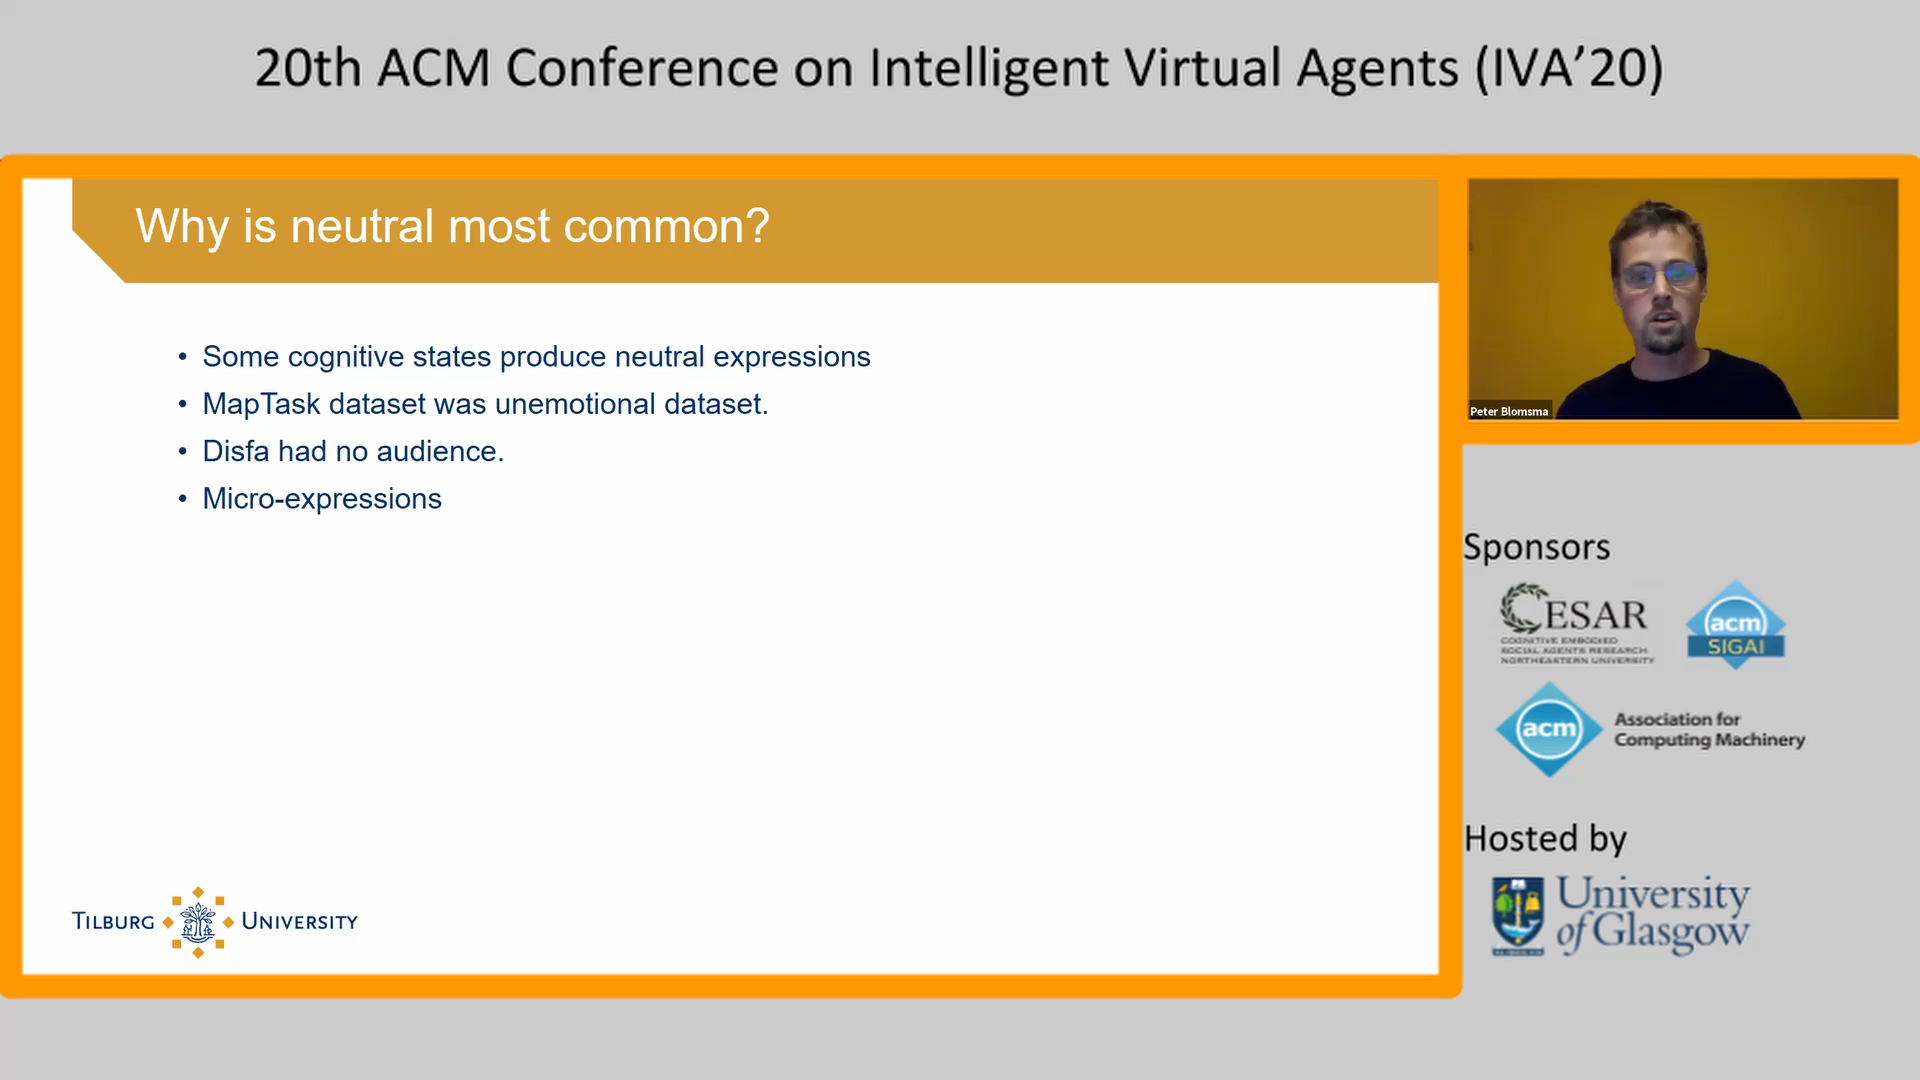 20th ACM Conference on Intelligent Virtual Agents (IVA’20)
Why is neutral most common?
• Some cognitive states produce neutral expressions
• MapTask dataset was unemotional dataset.
• Disfa had no audience.
• Micro-expressions
TILBURG UNIVERSITY
Peter Blomsma
Sponsors
CESAR
COGNITIVE EMBODIED
SOCIAL AGENTS RESEARCH
NORTHEASTERN UNIVERSITY
acm
SIGAI
acm
Association for
Computing Machinery
Hosted by
University
of Glasgow